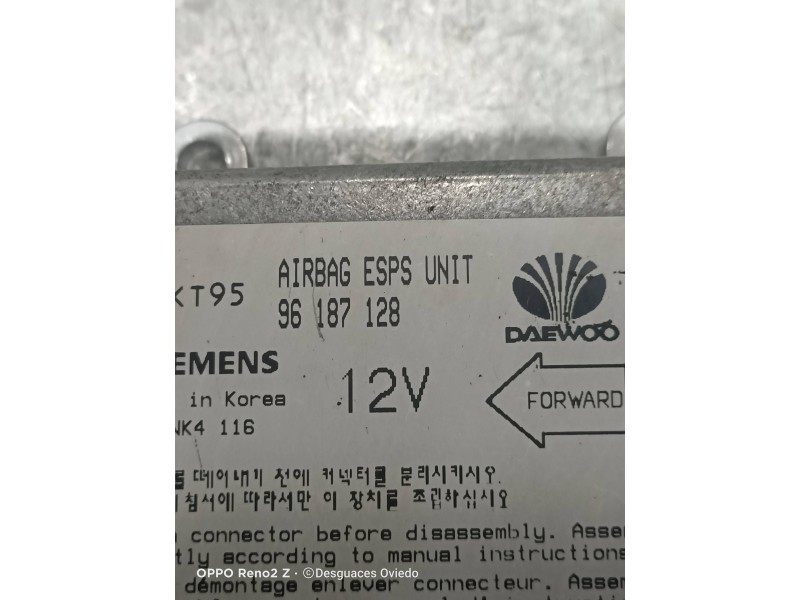 AIRBAG ESPS UNIT
KT95
96 187 128
DAEWOO
EMENS
12V
in Korea
FORWARD
NK4 116
를 떼어내기 전에 커넥터를 분리시키시오.
침서에 따라서만 이 장치를 조립하십시오
connector before disassembly. Asse
tly according to manual instructions
démontage enlever connecteur. Assem
OPPO Reno2 Z · ©Desguaces Oviedo